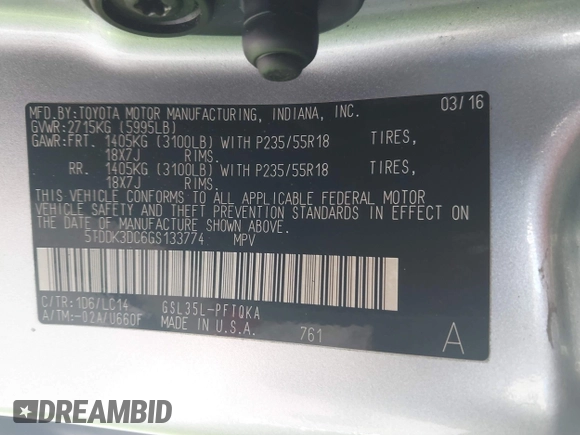 MFD.BY:TOYOTA MOTOR MANUFACTURING, INDIANA, INC. 03/16
GVWR:2715KG (5995LB)
GAWR:FRT. 1405KG (3100LB) WITH P235/55R18 TIRES,
18X7J RIMS.
RR. 1405KG (3100LB) WITH P235/55R18 TIRES,
18X7J RIMS.
THIS VEHICLE CONFORMS TO ALL APPLICABLE FEDERAL MOTOR
VEHICLE SAFETY AND THEFT PREVENTION STANDARDS IN EFFECT ON
THE DATE OF MANUFACTURE SHOWN ABOVE.
5TDDK3DC6GS133774 MPV
C/TR:1D6/LC14 GSL35L-PFTQKA
A/TM:-02A/U660F MADE IN U.S.A. 761 A
DREAMBID